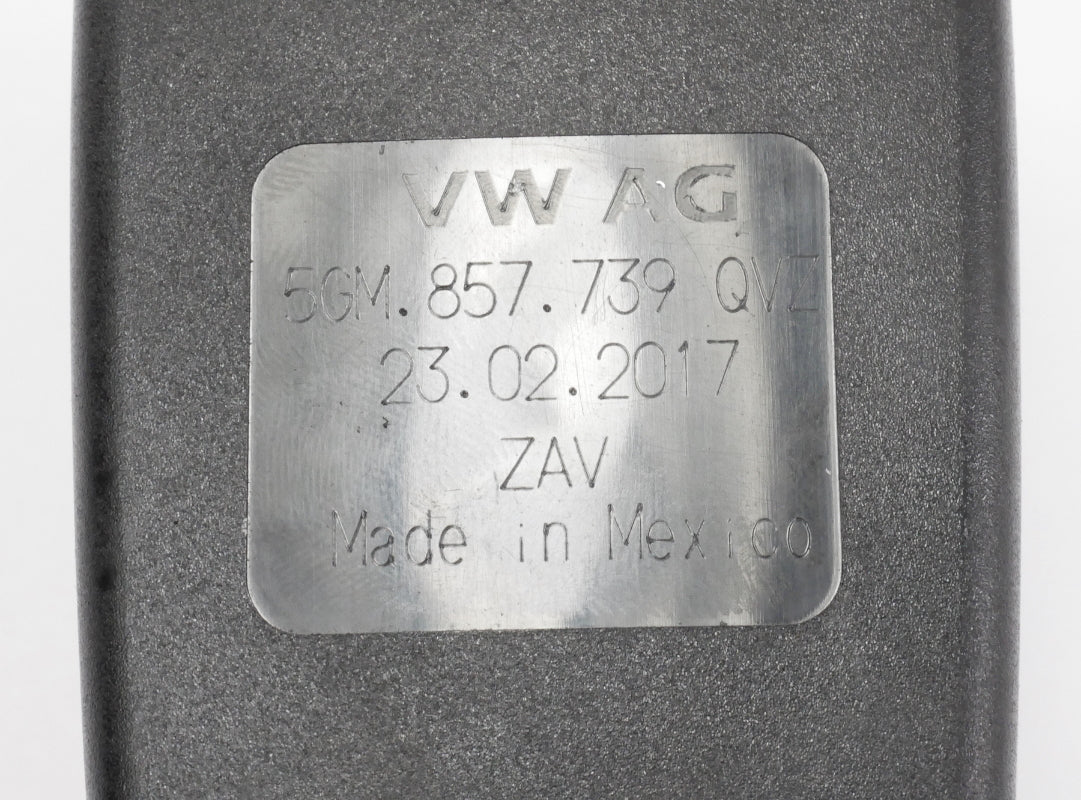 VW AG
5GM.857.739 QVZ
23.02.2017
ZAV
Made in Mexico